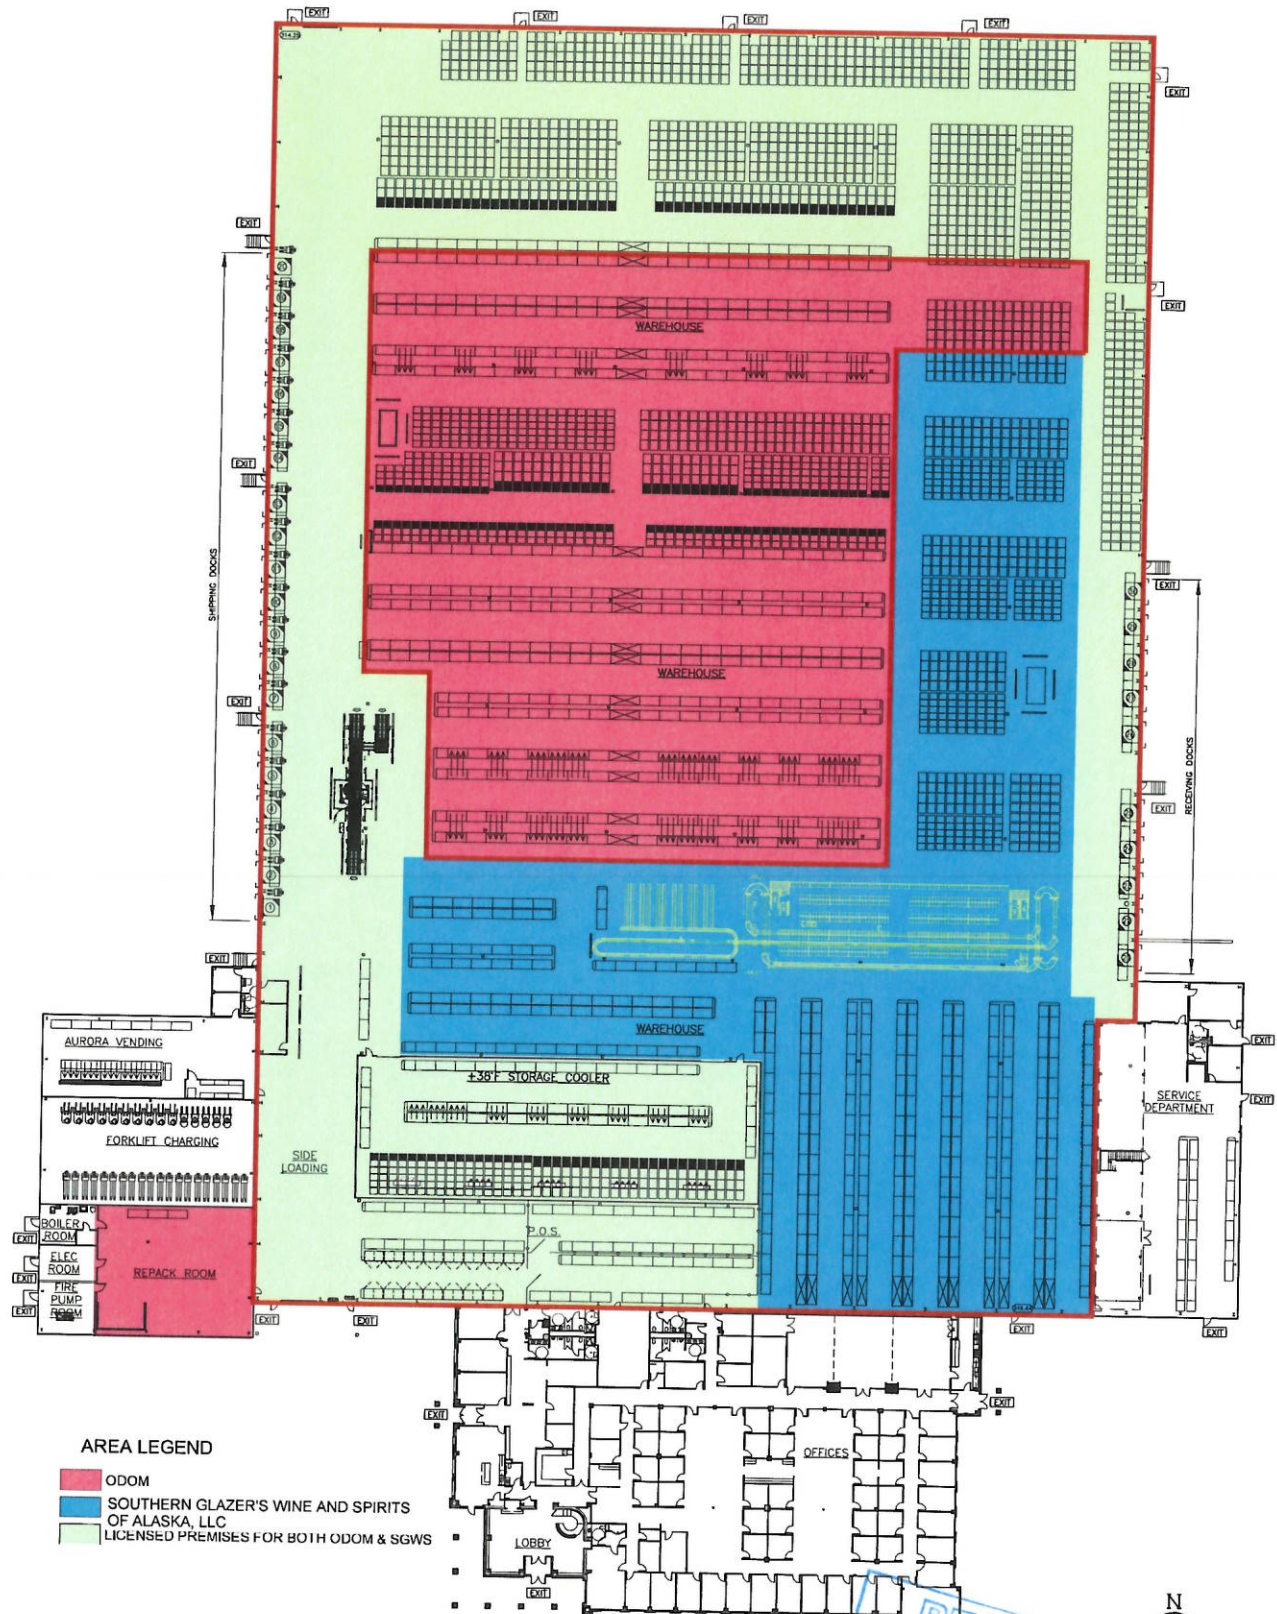 EXIT
EXIT
EXIT
EXIT
EXIT
EXIT
EXIT
WAREHOUSE
EXIT
SHIPPING DOCKS
EXIT
WAREHOUSE
EXIT
RECEIVING DOCKS
EXIT
EXIT
WAREHOUSE
AURORA VENDING
EXIT
+36°F STORAGE COOLER
SERVICE
DEPARTMENT
EXIT
FORKLIFT CHARGING
SIDE
LOADING
BOILER
ROOM
EXIT
P.O.S.
ELEC
ROOM
EXIT
REPACK ROOM
FIRE
PUMP
ROOM
EXIT
EXIT
EXIT
EXIT
EXIT
EXIT
EXIT
OFFICES
AREA LEGEND
ODOM
SOUTHERN GLAZER'S WINE AND SPIRITS
OF ALASKA, LLC
LICENSED PREMISES FOR BOTH ODOM & SGWS
LOBBY
EXIT
N